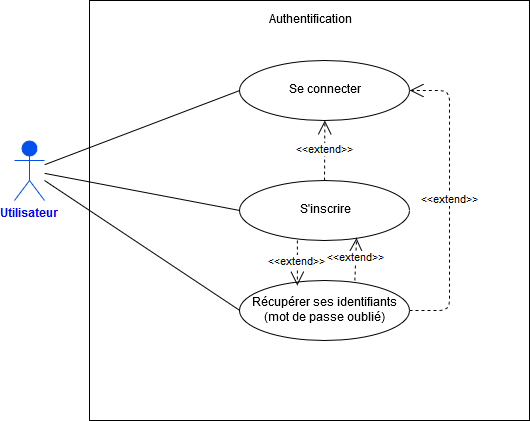 Authentification
Se connecter
<<extend>>
Utilisateur
S'inscrire
<<extend>>
<<extend>>
<<extend>>
Récupérer ses identifiants
(mot de passe oublié)